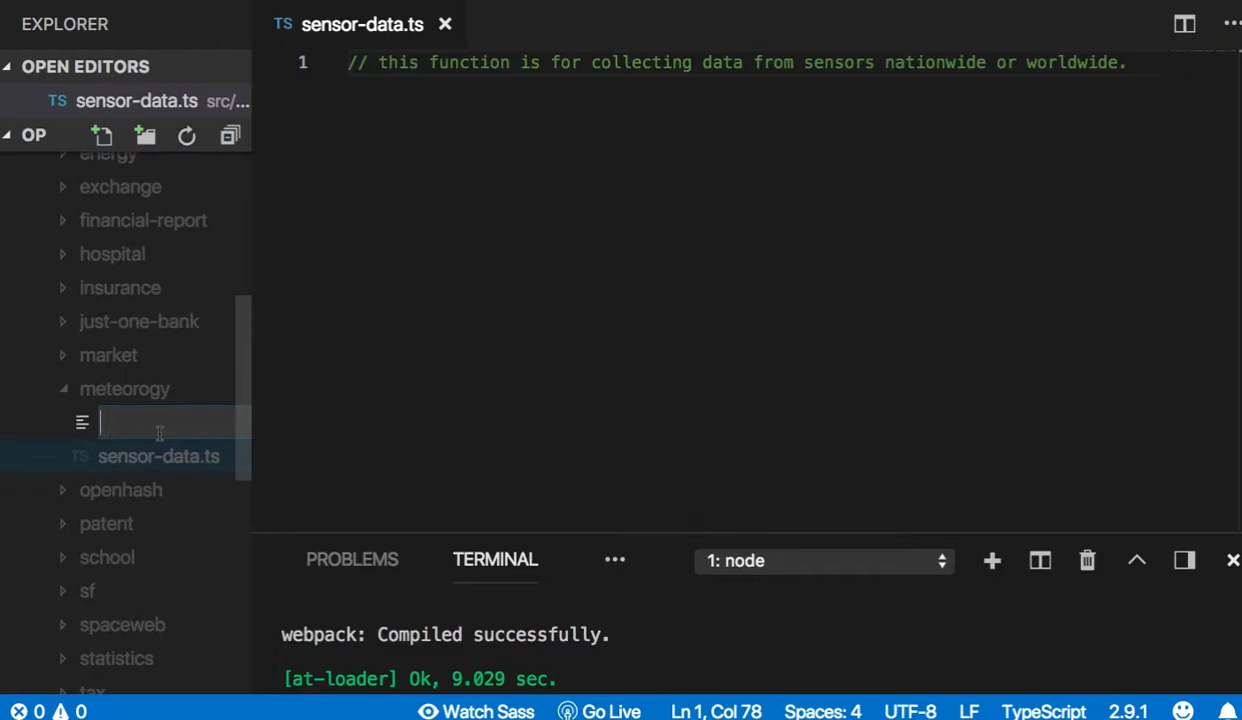 EXPLORER
OPEN EDITORS
TS sensor-data.ts src/...
OP
energy
exchange
financial-report
hospital
insurance
just-one-bank
market
meteorogy
TS sensor-data.ts
openhash
patent
school
sf
spaceweb
statistics
tax
TS sensor-data.ts
1 // this function is for collecting data from sensors nationwide or worldwide.
PROBLEMS TERMINAL ... 1: node
webpack: Compiled successfully.
[at-loader] Ok, 9.029 sec.
0 0 Watch Sass Go Live Ln 1, Col 78 Spaces: 4 UTF-8 LF TypeScript 2.9.1